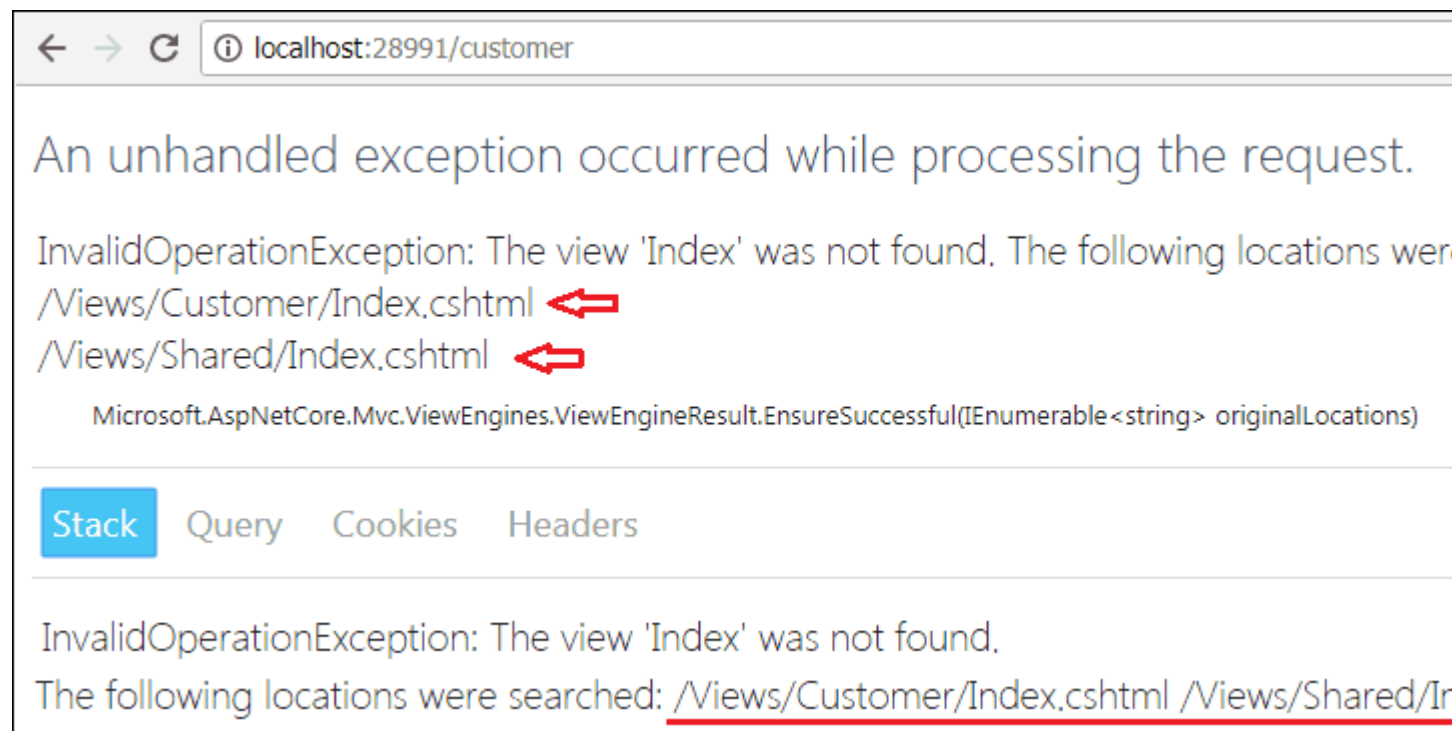 localhost:28991/customer
An unhandled exception occurred while processing the request.
InvalidOperationException: The view 'Index' was not found. The following locations were
/Views/Customer/Index.cshtml
/Views/Shared/Index.cshtml
Microsoft.AspNetCore.Mvc.ViewEngines.ViewEngineResult.EnsureSuccessful(IEnumerable<string> originalLocations)
Stack Query Cookies Headers
InvalidOperationException: The view 'Index' was not found.
The following locations were searched: /Views/Customer/Index.cshtml /Views/Shared/In